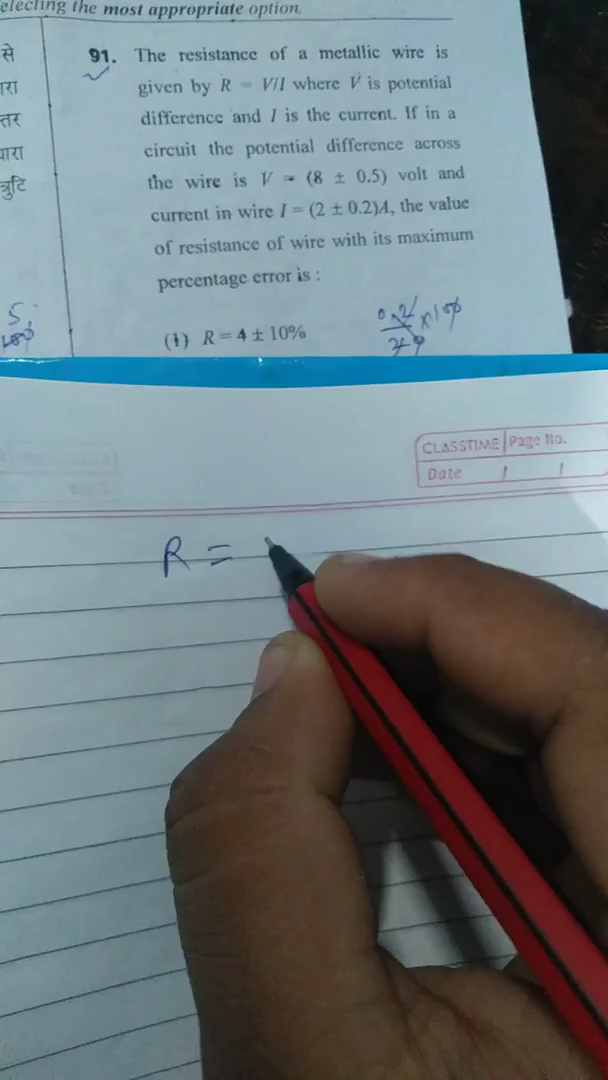 electing the most appropriate option.
से
रा
त्तर
धारा
त्रुटि
91. The resistance of a metallic wire is
given by R = V/I where V is potential
difference and I is the current. If in a
circuit the potential difference across
the wire is V = (8 ± 0.5) volt and
current in wire I = (2 ± 0.2)A, the value
of resistance of wire with its maximum
percentage error is :
(1) R = 4 ± 10%
CLASSTIME Page No.
Date / /
R =